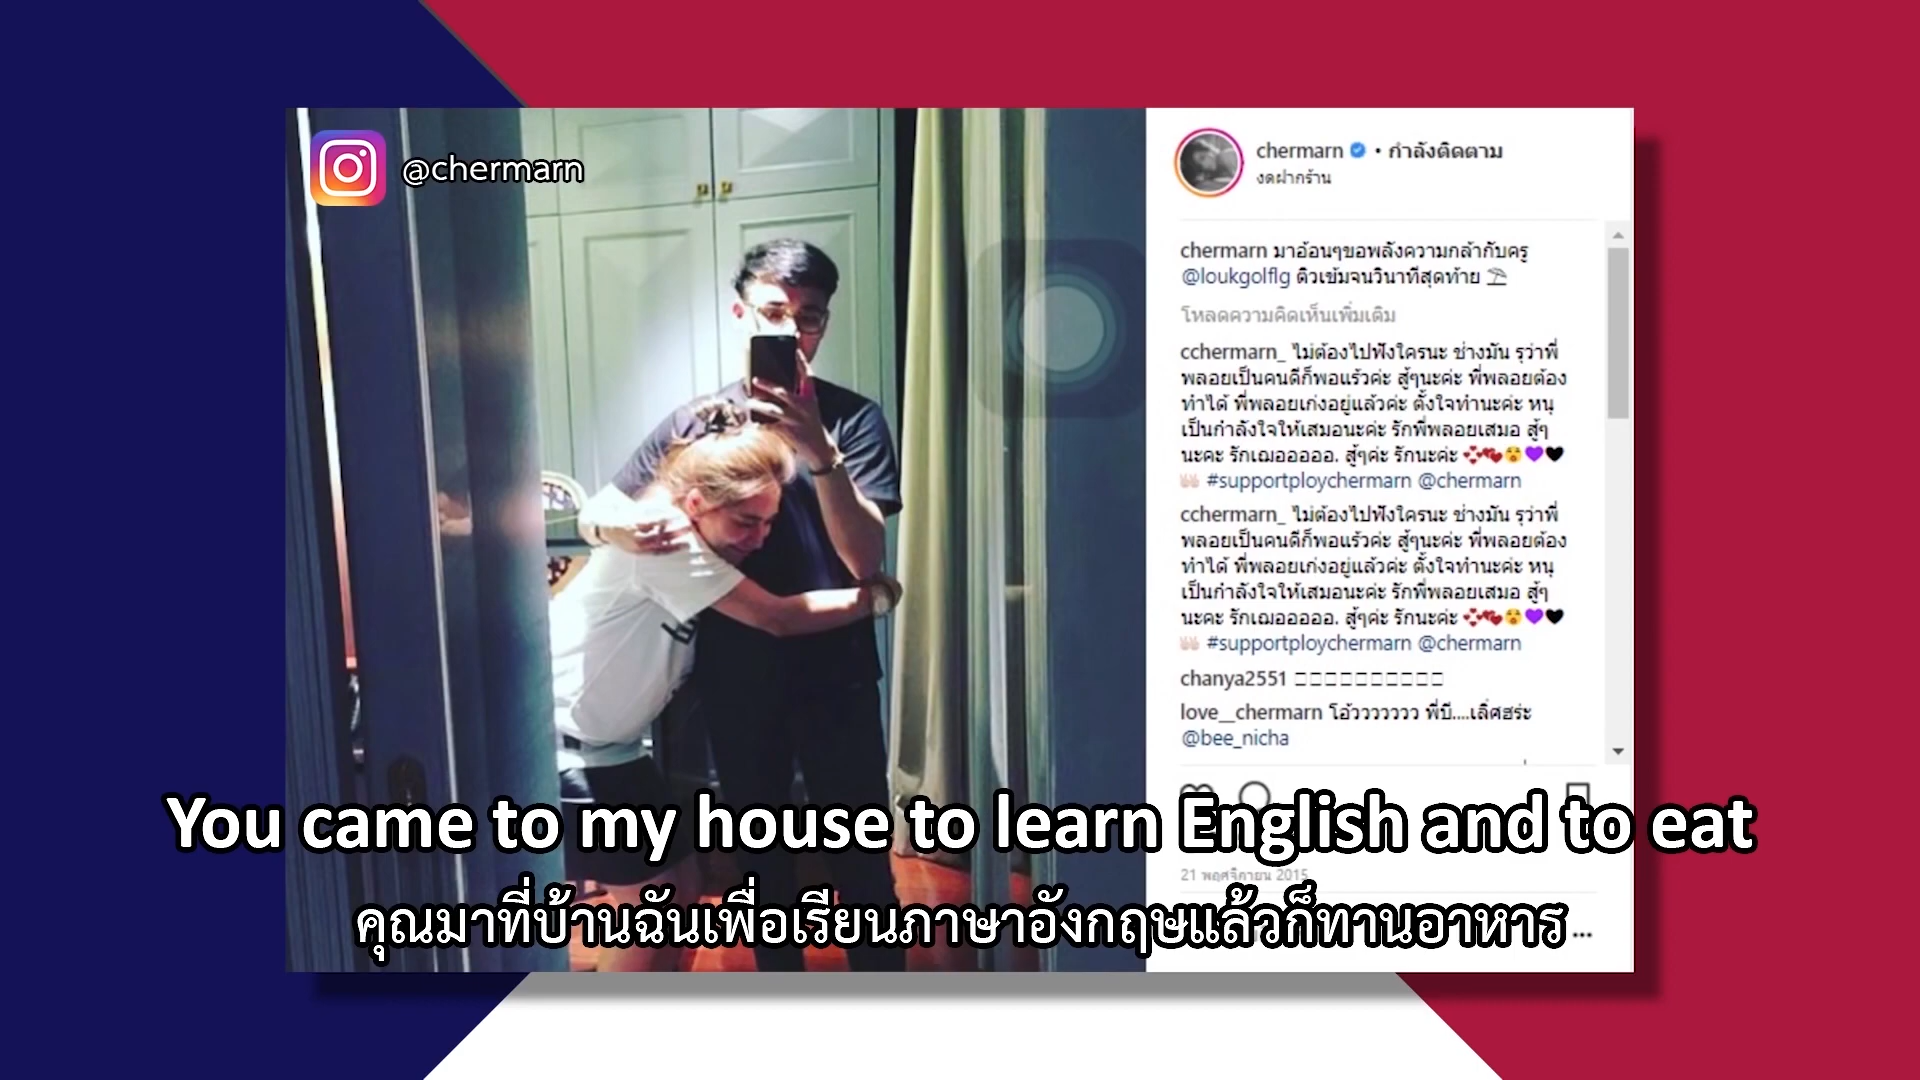 @chermarn
chermarn • กำลังติดตาม
งดฝากร้าน
chermarn มาอ้อนๆขอพลังความกล้ากับครู
@loukgolflg ติวเข้มจนวินาทีสุดท้าย ⛱
โหลดความคิดเห็นเพิ่มเติม
cchermarn_ ไม่ต้องไปฟังใครนะ ช่างมัน รุว่าพี่
พลอยเป็นคนดีก็พอแร้วค่ะ สู้ๆนะค่ะ พี่พลอยต้อง
ทำได้ พี่พลอยเก่งอยู่แล้วค่ะ ตั้งใจทำนะค่ะ หนุ
เป็นกำลังใจให้เสมอนะค่ะ รักพี่พลอยเสมอ สู้ๆ
นะคะ รักเฌอออออ. สู้ๆค่ะ รักนะค่ะ
#supportploychermarn @chermarn
cchermarn_ ไม่ต้องไปฟังใครนะ ช่างมัน รุว่าพี่
พลอยเป็นคนดีก็พอแร้วค่ะ สู้ๆนะค่ะ พี่พลอยต้อง
ทำได้ พี่พลอยเก่งอยู่แล้วค่ะ ตั้งใจทำนะค่ะ หนุ
เป็นกำลังใจให้เสมอนะค่ะ รักพี่พลอยเสมอ สู้ๆ
นะคะ รักเฌอออออ. สู้ๆค่ะ รักนะค่ะ
#supportploychermarn @chermarn
chanya2551
love__chermarn โอ้ววววววว พี่บี....เลิ่ศฮร่ะ
@bee_nicha
You came to my house to learn English and to eat
21 พฤศจิกายน 2015
คุณมาที่บ้านฉันเพื่อเรียนภาษาอังกฤษแล้วก็ทานอาหาร